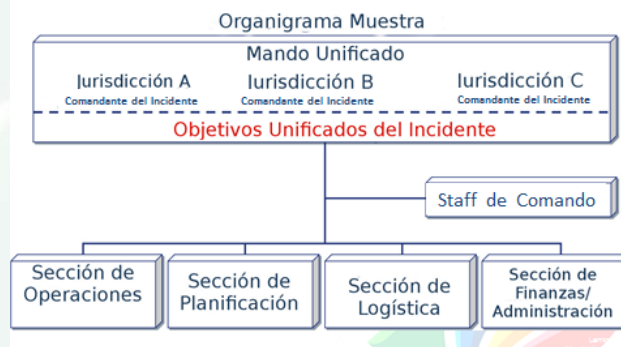 Organigrama Muestra
Mando Unificado
Jurisdicción A
Comandante del Incidente
Jurisdicción B
Comandante del Incidente
Jurisdicción C
Comandante del Incidente
Objetivos Unificados del Incidente
Staff de Comando
Sección de
Operaciones
Sección de
Planificación
Sección de
Logística
Sección de
Finanzas/
Administración